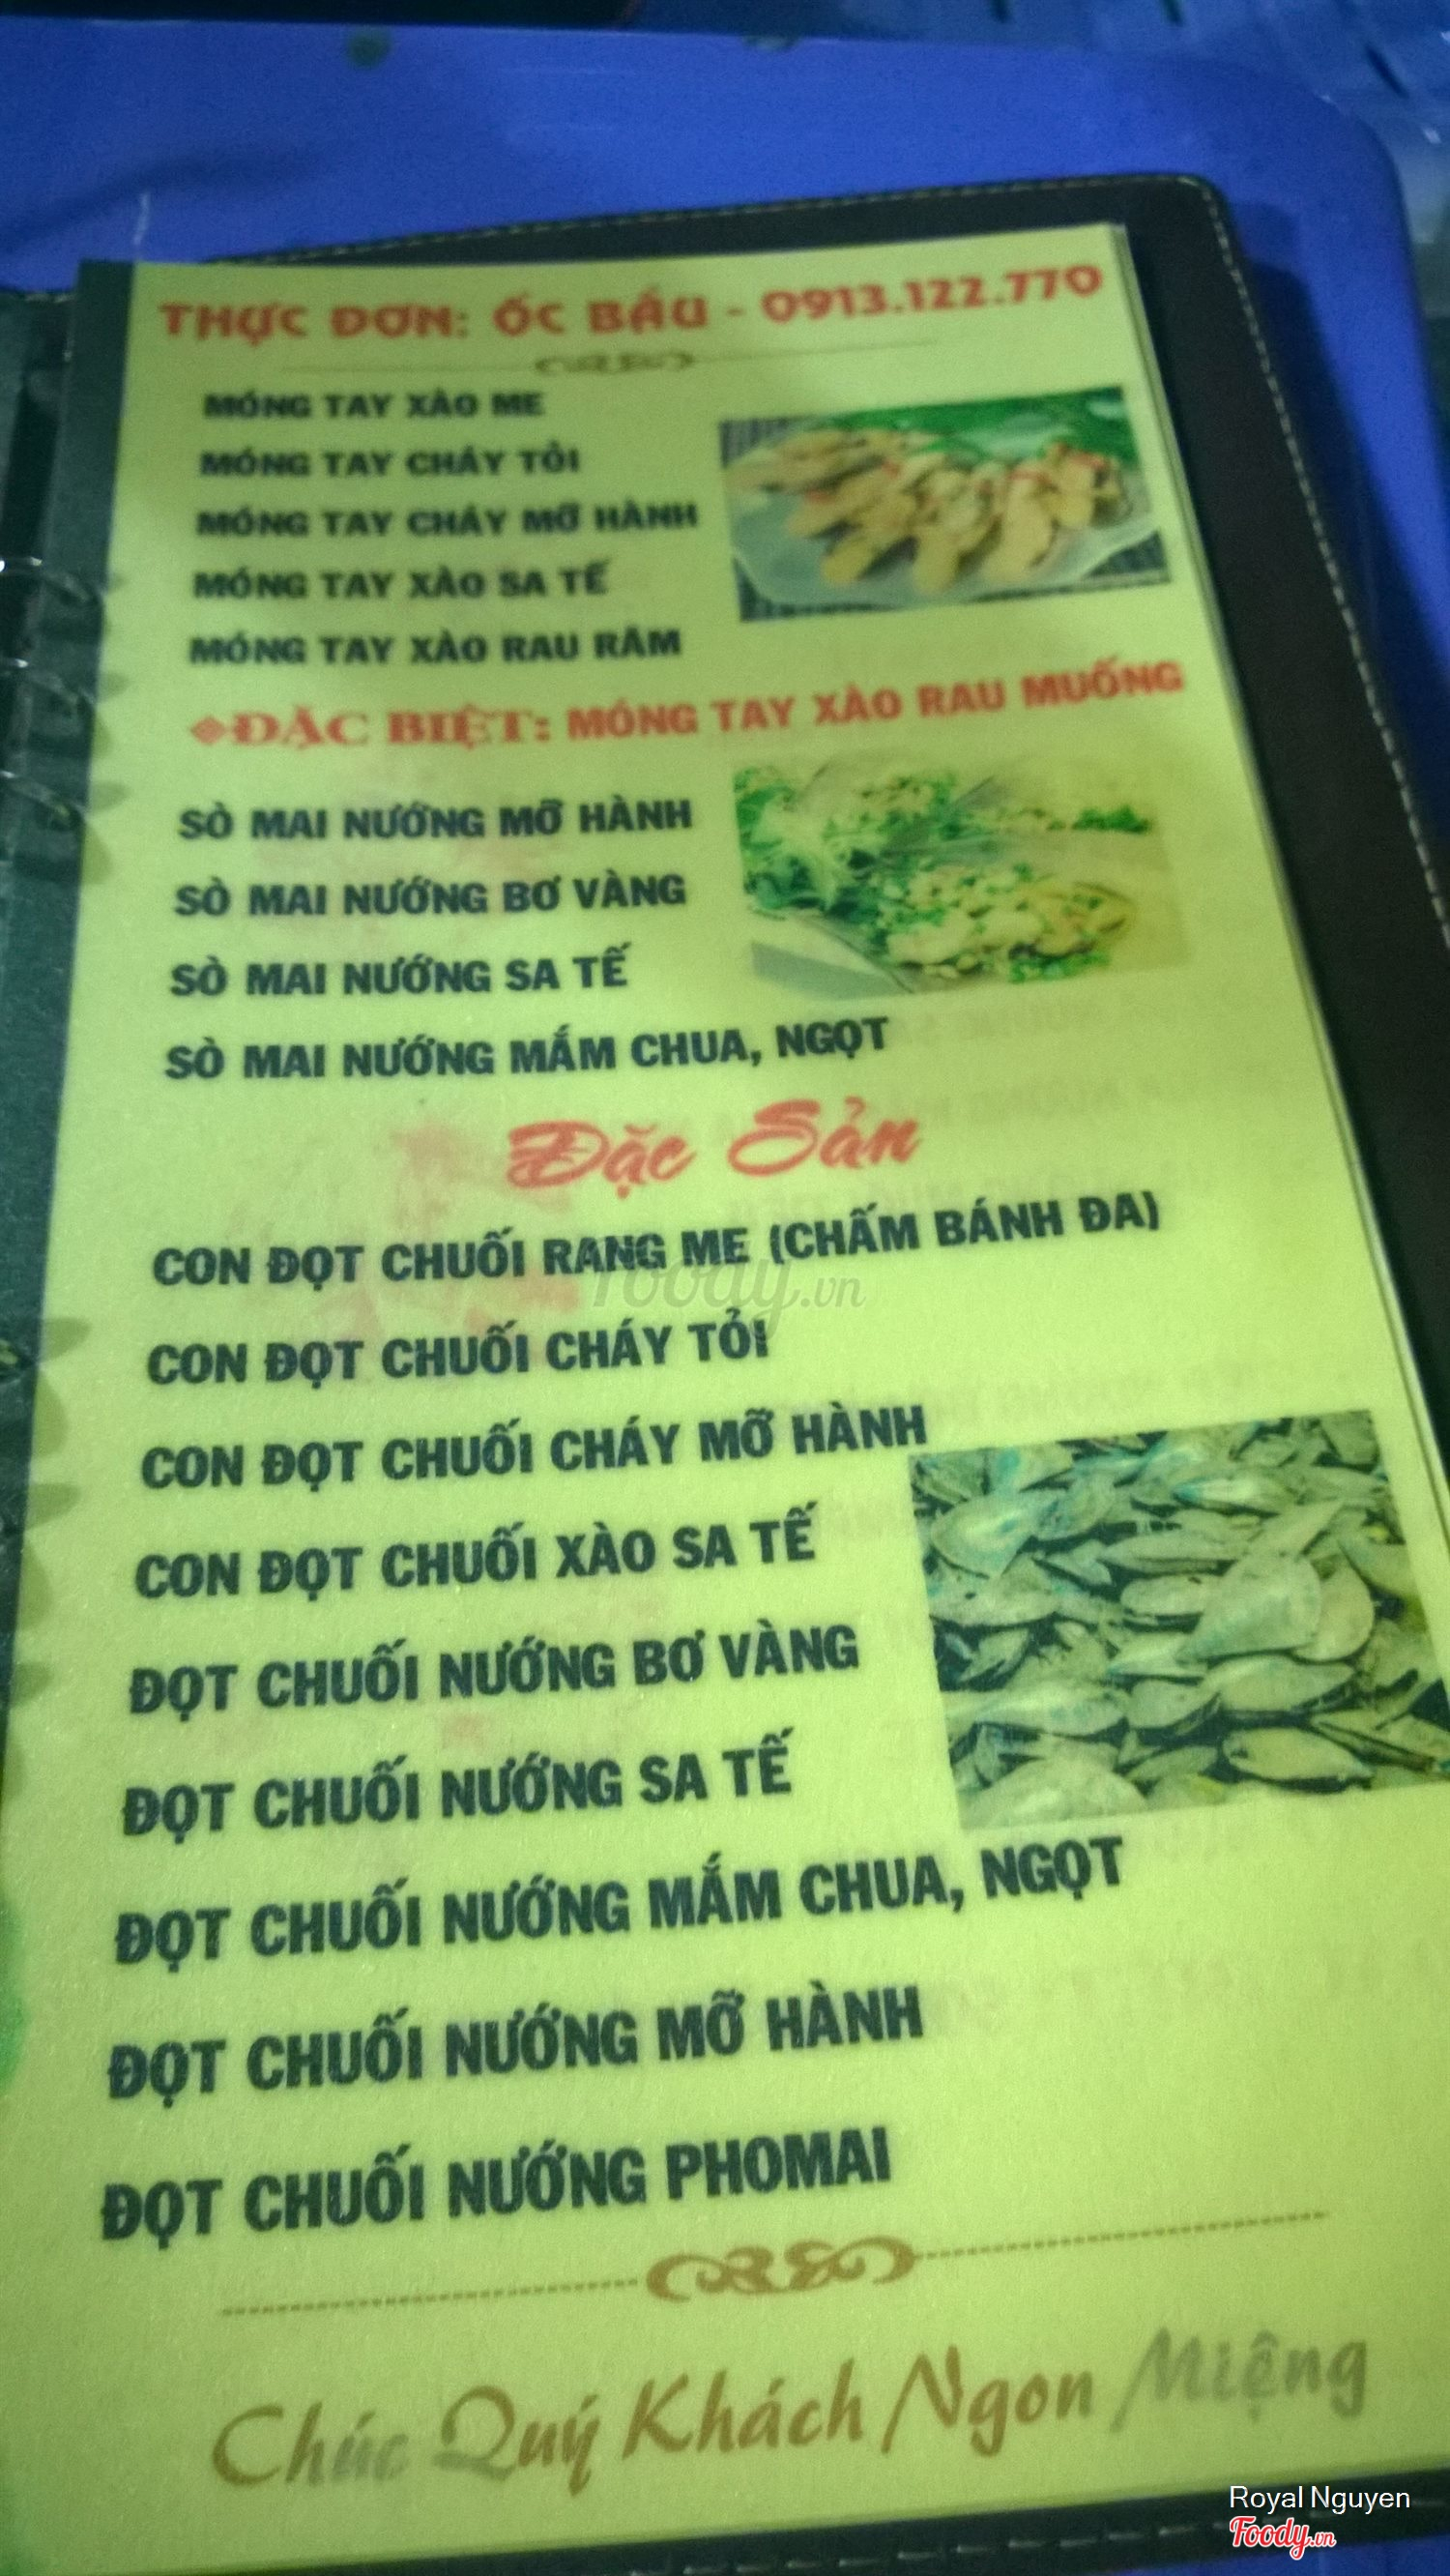 THỰC ĐƠN: ỐC BẦU - 0913.122.770
MÓNG TAY XÀO ME
MÓNG TAY CHÁY TỎI
MÓNG TAY CHÁY MỠ HÀNH
MÓNG TAY XÀO SA TẾ
MÓNG TAY XÀO RAU RĂM
ĐẶC BIỆT: MÓNG TAY XÀO RAU MUỐNG
SÒ MAI NƯỚNG MỠ HÀNH
SÒ MAI NƯỚNG BƠ VÀNG
SÒ MAI NƯỚNG SA TẾ
SÒ MAI NƯỚNG MẮM CHUA, NGỌT
Đặc Sản
CON ĐỌT CHUỐI RANG ME (CHẤM BÁNH ĐA)
foody.vn
CON ĐỌT CHUỐI CHÁY TỎI
CON ĐỌT CHUỐI CHÁY MỠ HÀNH
CON ĐỌT CHUỐI XÀO SA TẾ
ĐỌT CHUỐI NƯỚNG BƠ VÀNG
ĐỌT CHUỐI NƯỚNG SA TẾ
ĐỌT CHUỐI NƯỚNG MẮM CHUA, NGỌT
ĐỌT CHUỐI NƯỚNG MỠ HÀNH
ĐỌT CHUỐI NƯỚNG PHOMAI
Chúc Quý Khách Ngon Miệng
Royal Nguyen
Foody.vn